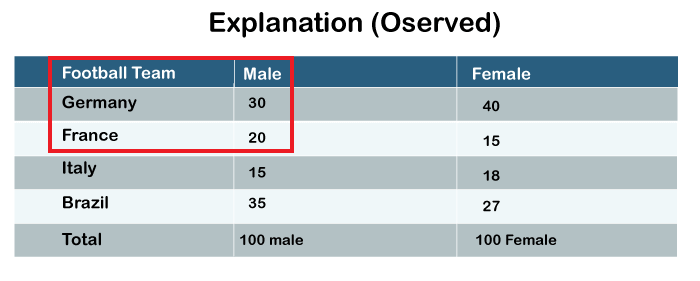 Explanation (Oserved)
Football Team Male Female
Germany 30 40
France 20 15
Italy 15 18
Brazil 35 27
Total 100 male 100 Female